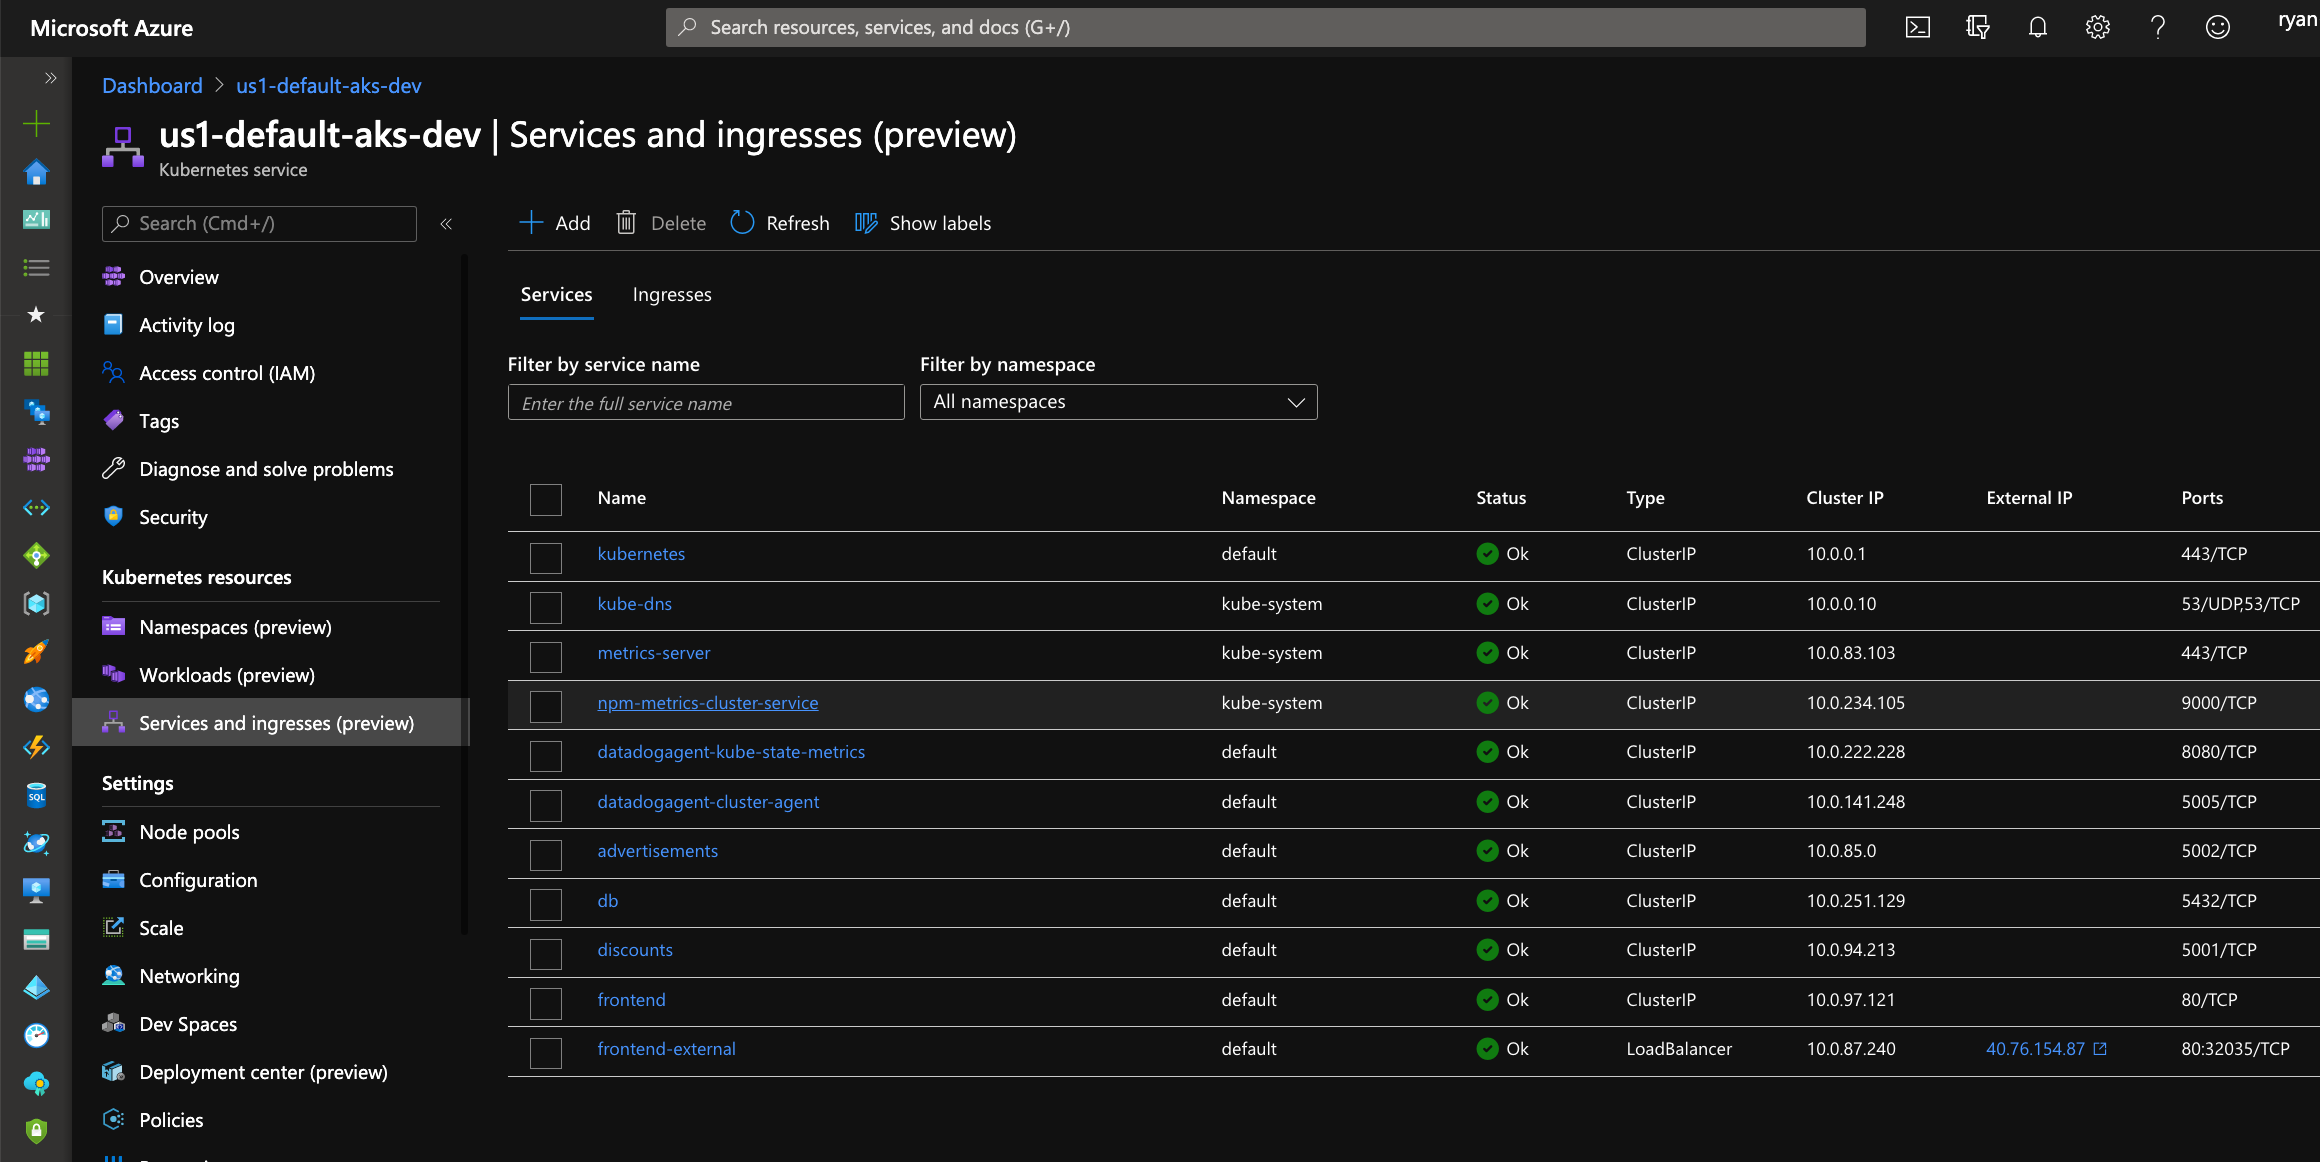 Microsoft Azure
Search resources, services, and docs (G+/)
ryan
Dashboard > us1-default-aks-dev
us1-default-aks-dev | Services and ingresses (preview)
Kubernetes service
Search (Cmd+/)
Overview
Activity log
Access control (IAM)
Tags
Diagnose and solve problems
Security
Kubernetes resources
Namespaces (preview)
Workloads (preview)
Services and ingresses (preview)
Settings
Node pools
Configuration
Scale
Networking
Dev Spaces
Deployment center (preview)
Policies
SQL
Add Delete Refresh Show labels
Services Ingresses
Filter by service name Filter by namespace
Enter the full service name All namespaces
Name Namespace Status Type Cluster IP External IP Ports
kubernetes default Ok ClusterIP 10.0.0.1 443/TCP
kube-dns kube-system Ok ClusterIP 10.0.0.10 53/UDP,53/TCP
metrics-server kube-system Ok ClusterIP 10.0.83.103 443/TCP
npm-metrics-cluster-service kube-system Ok ClusterIP 10.0.234.105 9000/TCP
datadogagent-kube-state-metrics default Ok ClusterIP 10.0.222.228 8080/TCP
datadogagent-cluster-agent default Ok ClusterIP 10.0.141.248 5005/TCP
advertisements default Ok ClusterIP 10.0.85.0 5002/TCP
db default Ok ClusterIP 10.0.251.129 5432/TCP
discounts default Ok ClusterIP 10.0.94.213 5001/TCP
frontend default Ok ClusterIP 10.0.97.121 80/TCP
frontend-external default Ok LoadBalancer 10.0.87.240 40.76.154.87 80:32035/TCP